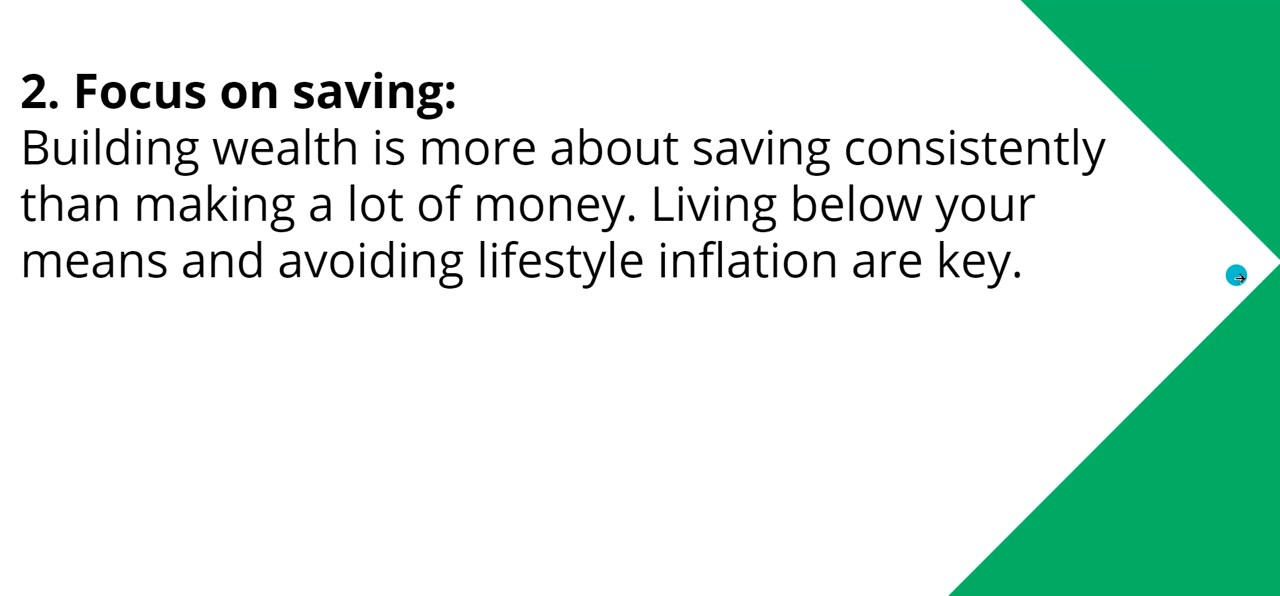 2. Focus on saving:
Building wealth is more about saving consistently
than making a lot of money. Living below your
means and avoiding lifestyle inflation are key.